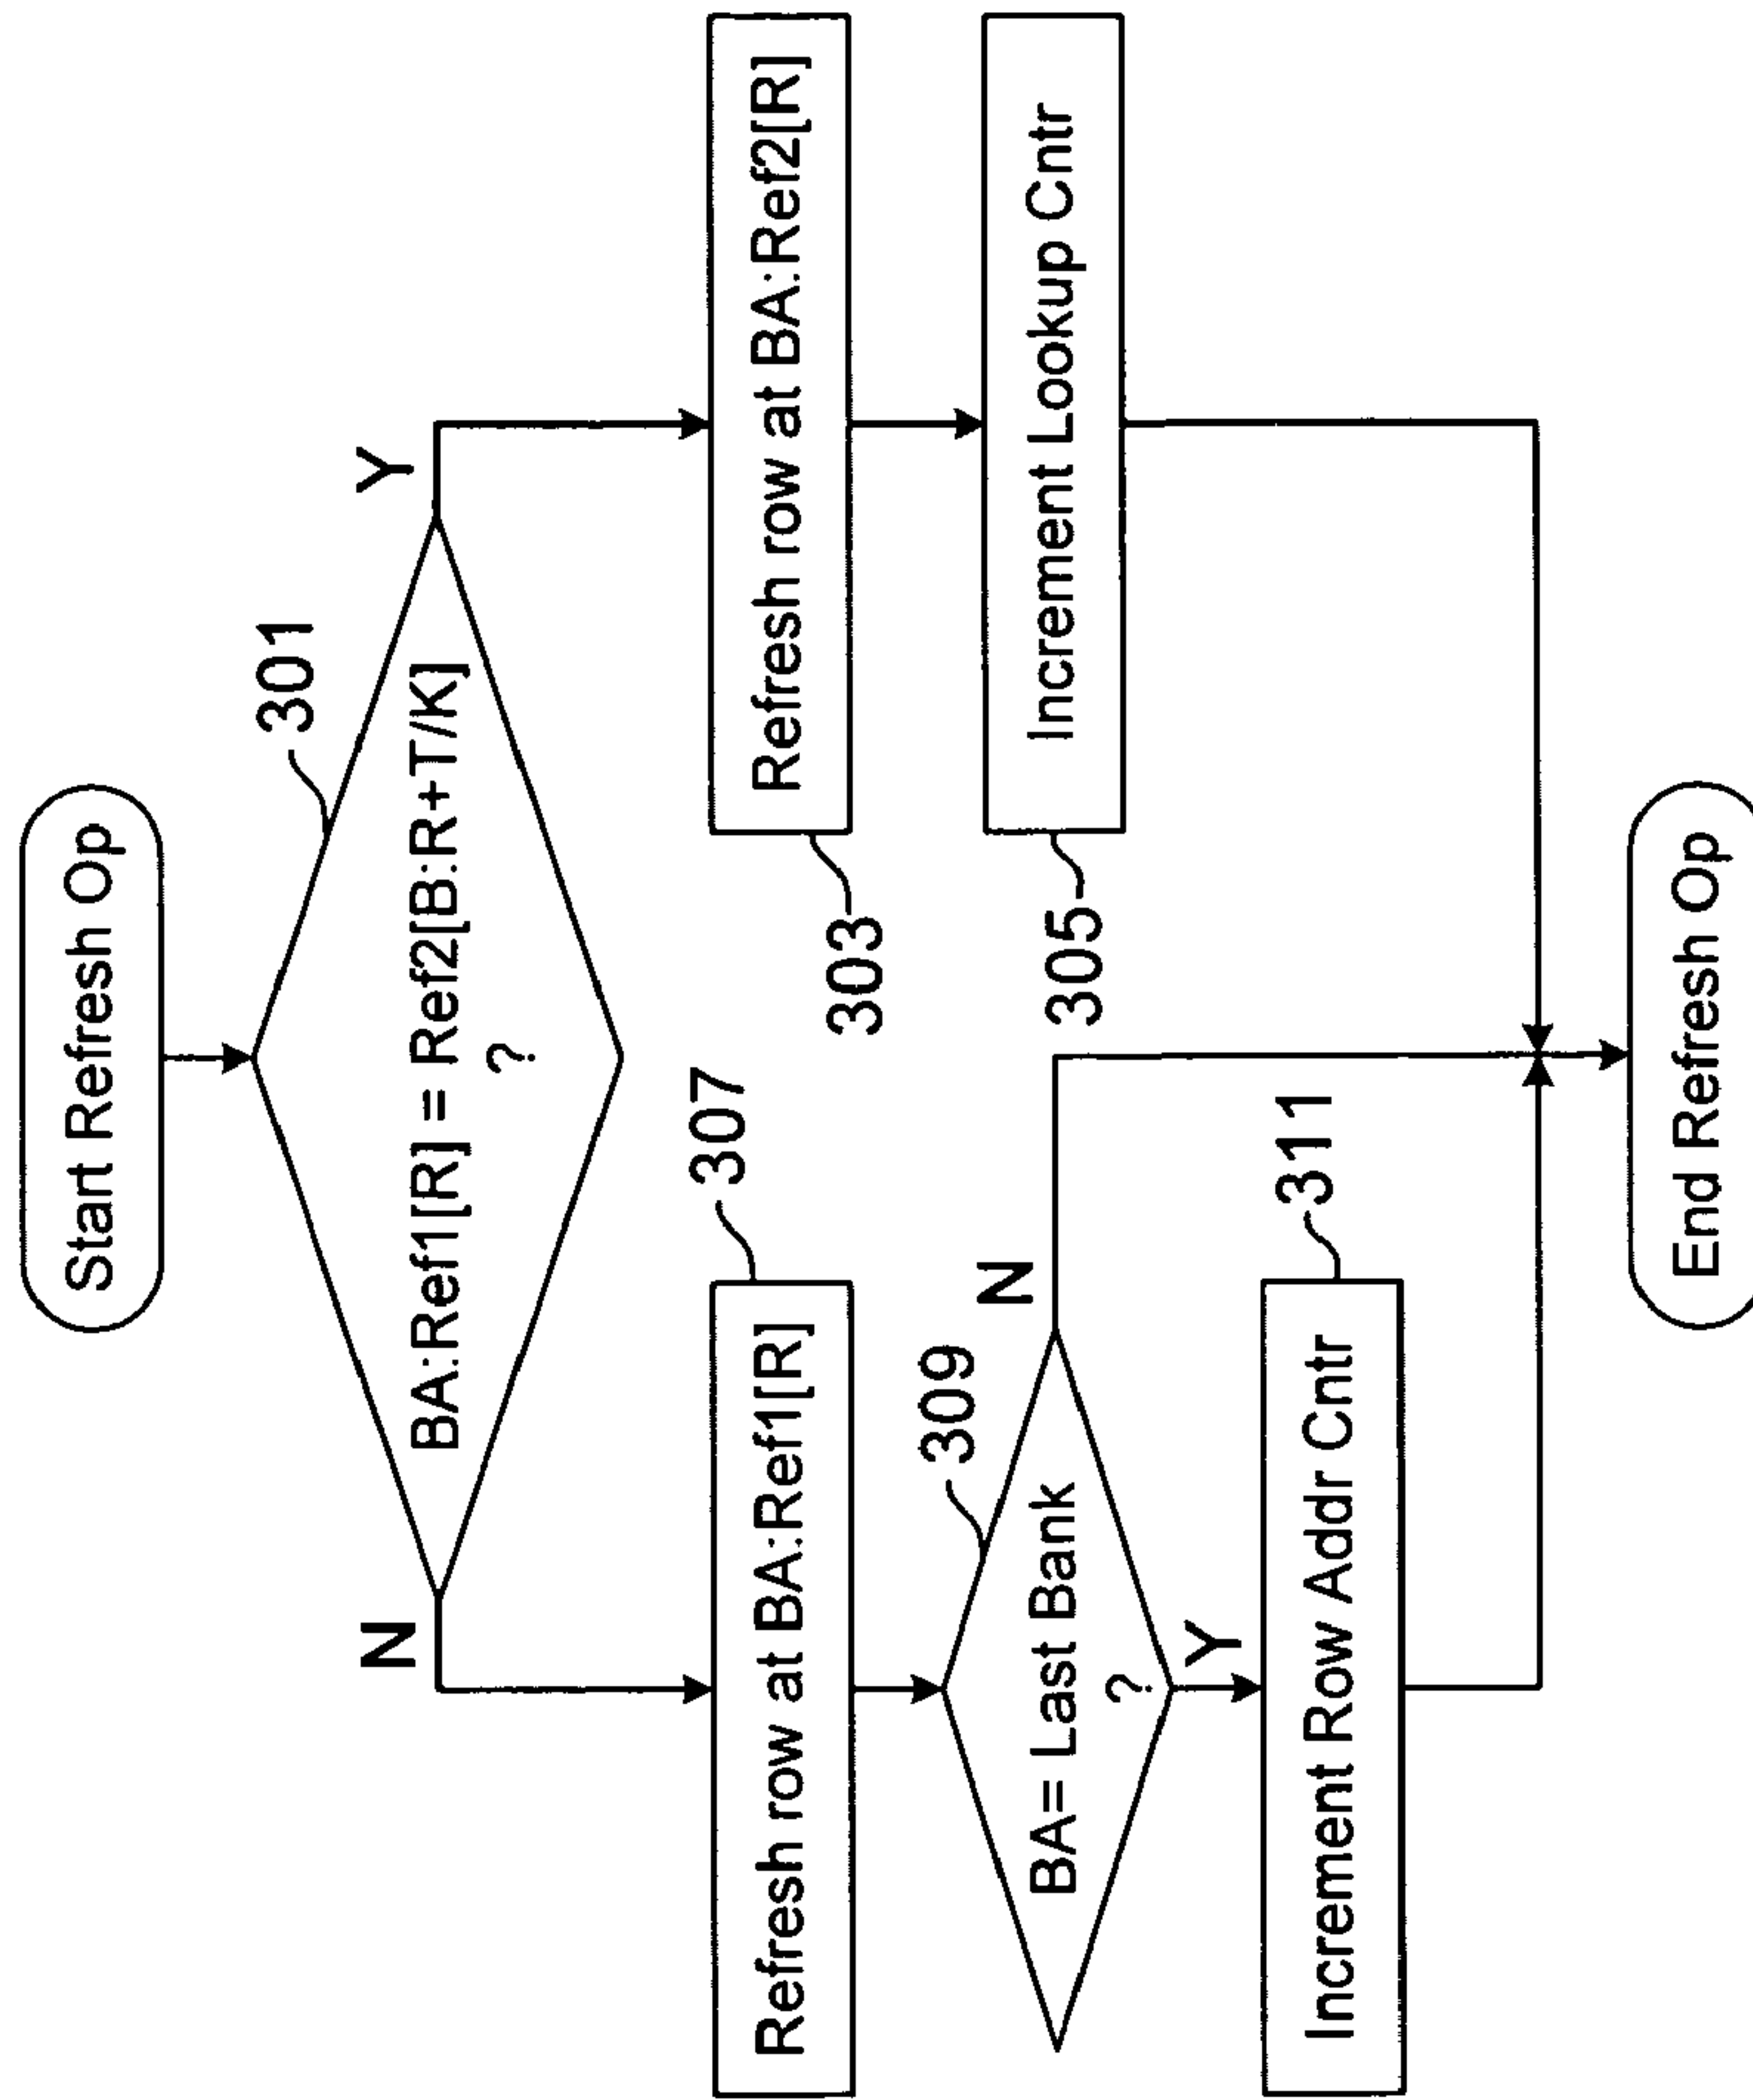 Start Refresh Op
301
BA:Ref1[R] = Ref2[B:R+T/K]
?
N
Y
307
Refresh row at BA:Ref1[R]
303
Refresh row at BA:Ref2[R]
309
BA= Last Bank
?
N
Y
305
Increment Lookup Cntr
311
Increment Row Addr Cntr
End Refresh Op